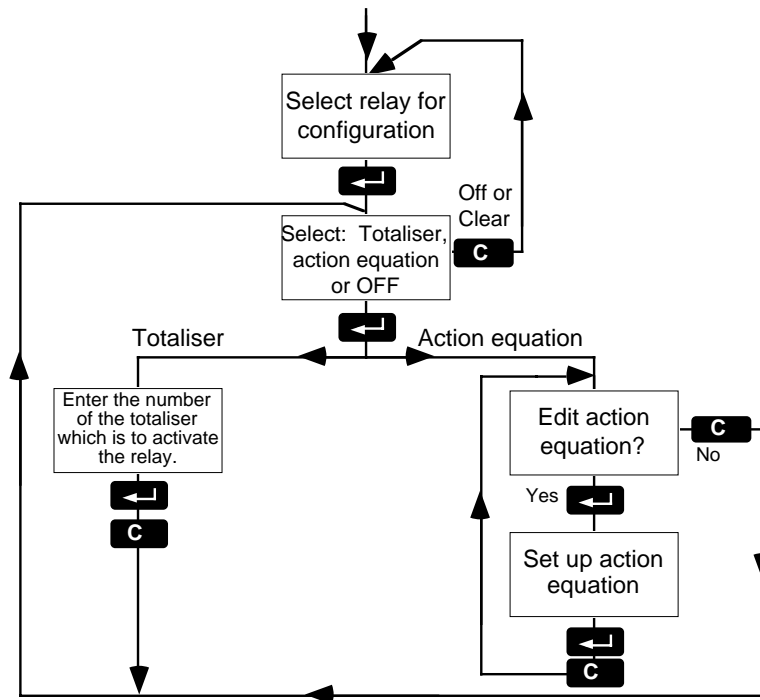 Select relay for
configuration
Off or
Clear
Select: Totaliser,
action equation
or OFF
C
Totaliser
Action equation
Enter the number
of the totaliser
which is to activate
the relay.
C
Edit action
equation?
C
No
Yes
Set up action
equation
C